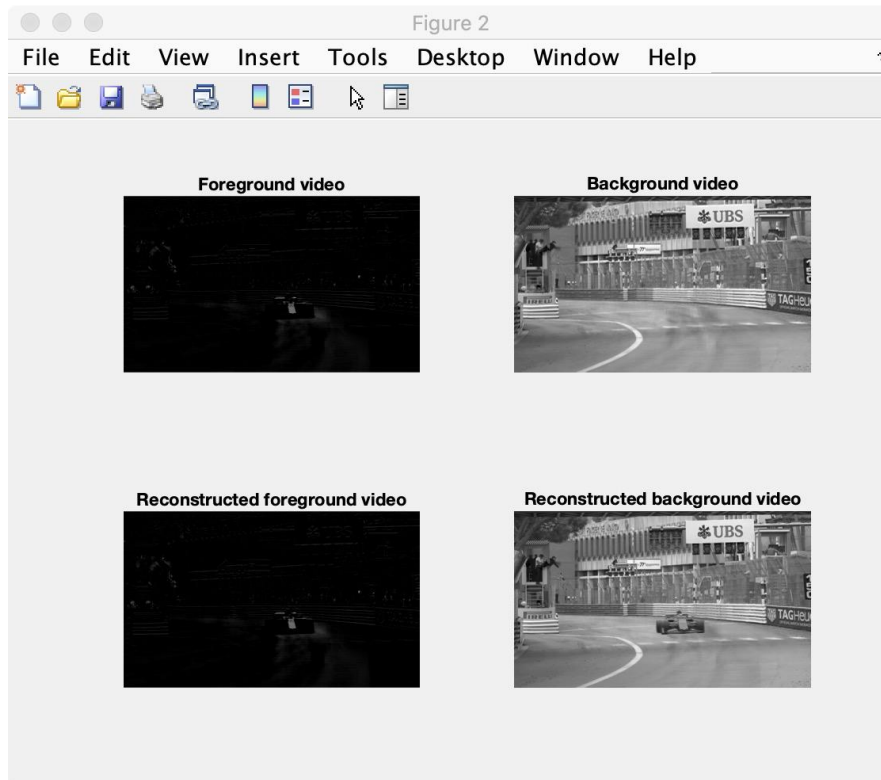 Figure 2
File Edit View Insert Tools Desktop Window Help
Foreground video
Background video
UBS
TAGHeu
Reconstructed foreground video
Reconstructed background video
UBS
TAGHeu